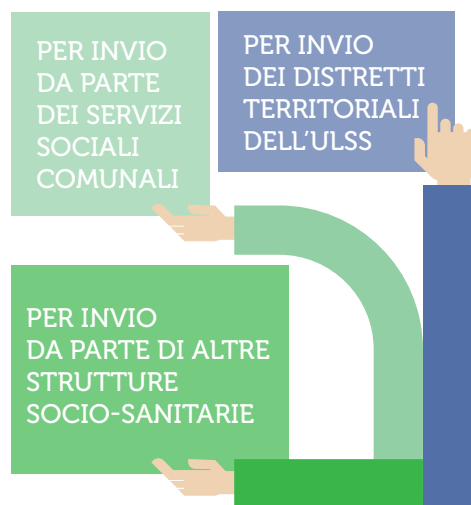 PER INVIO
DA PARTE
DEI SERVIZI
SOCIALI
COMUNALI
PER INVIO
DEI DISTRETTI
TERRITORIALI
DELL'ULSS
PER INVIO
DA PARTE DI ALTRE
STRUTTURE
SOCIO-SANITARIE